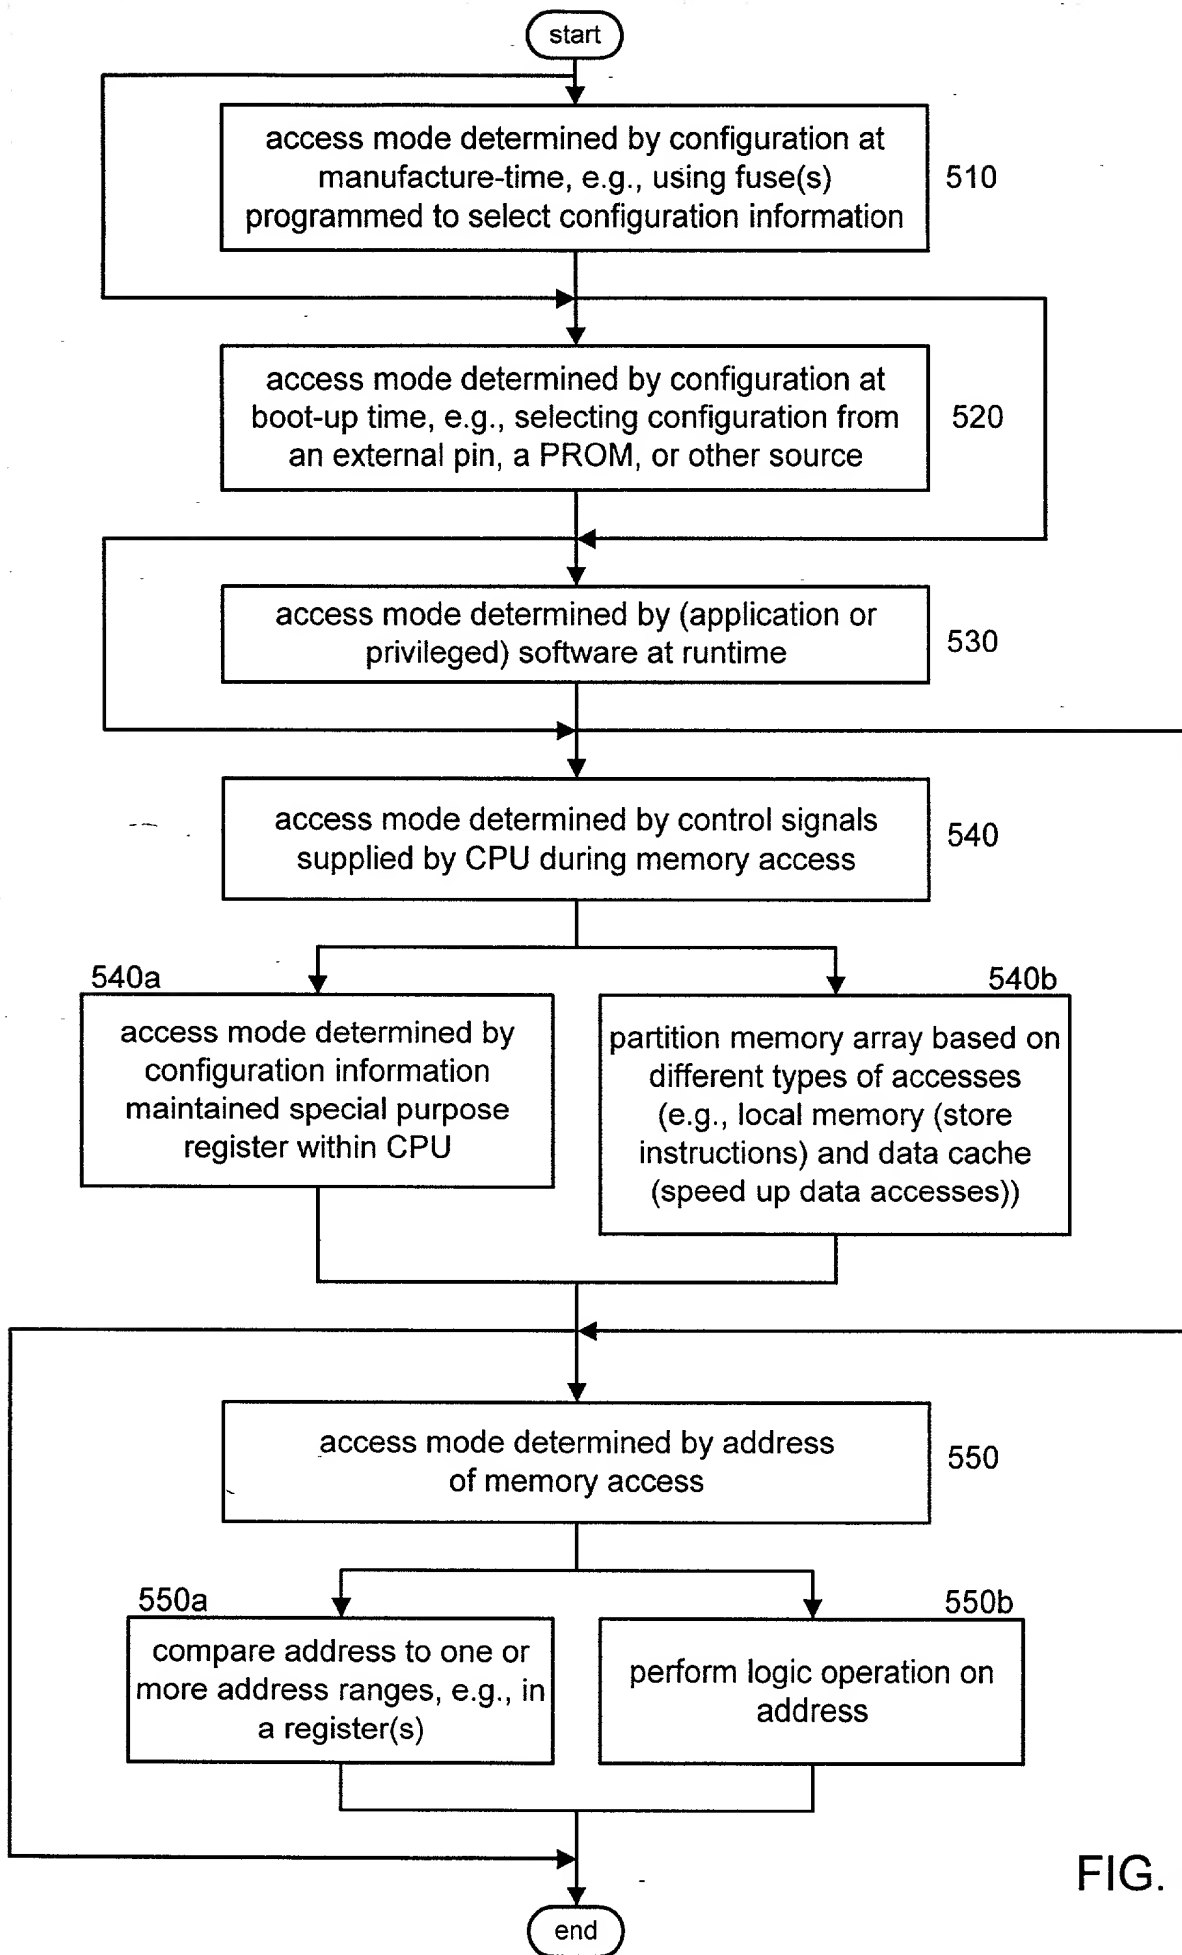 start
access mode determined by configuration at
manufacture-time, e.g., using fuse(s)
programmed to select configuration information
510
access mode determined by configuration at
boot-up time, e.g., selecting configuration from
an external pin, a PROM, or other source
520
access mode determined by (application or
privileged) software at runtime
530
access mode determined by control signals
supplied by CPU during memory access
540
540a
access mode determined by
configuration information
maintained special purpose
register within CPU
540b
partition memory array based on
different types of accesses
(e.g., local memory (store
instructions) and data cache
(speed up data accesses))
access mode determined by address
of memory access
550
550a
compare address to one or
more address ranges, e.g., in
a register(s)
550b
perform logic operation on
address
end
FIG.